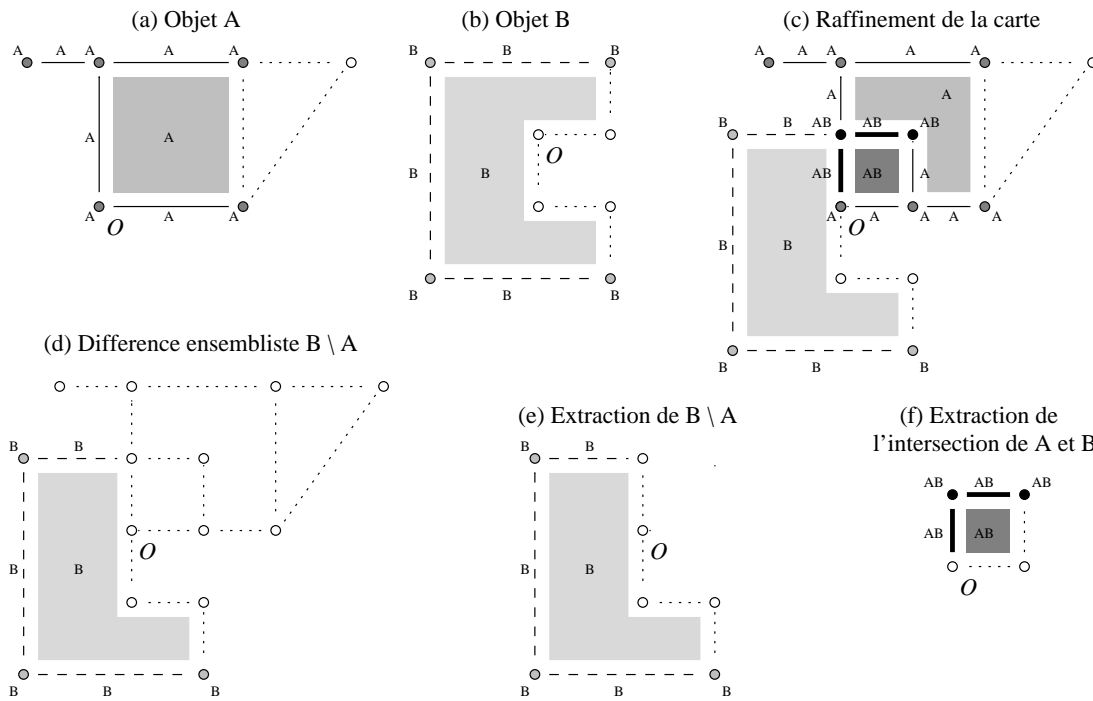 (a) Objet A
(b) Objet B
(c) Raffinement de la carte
A A A A A
A A
A A A
O
B B B
B B
O
B B B
A A A A A
A A
B B AB AB AB
AB AB A
A A A A
O
B B
B B B
(d) Difference ensembliste B \ A
B B
O
B B
B B B
(e) Extraction de B \ A
B B
O
B B
B B B
(f) Extraction de
l'intersection de A et B
AB AB AB
AB AB
O